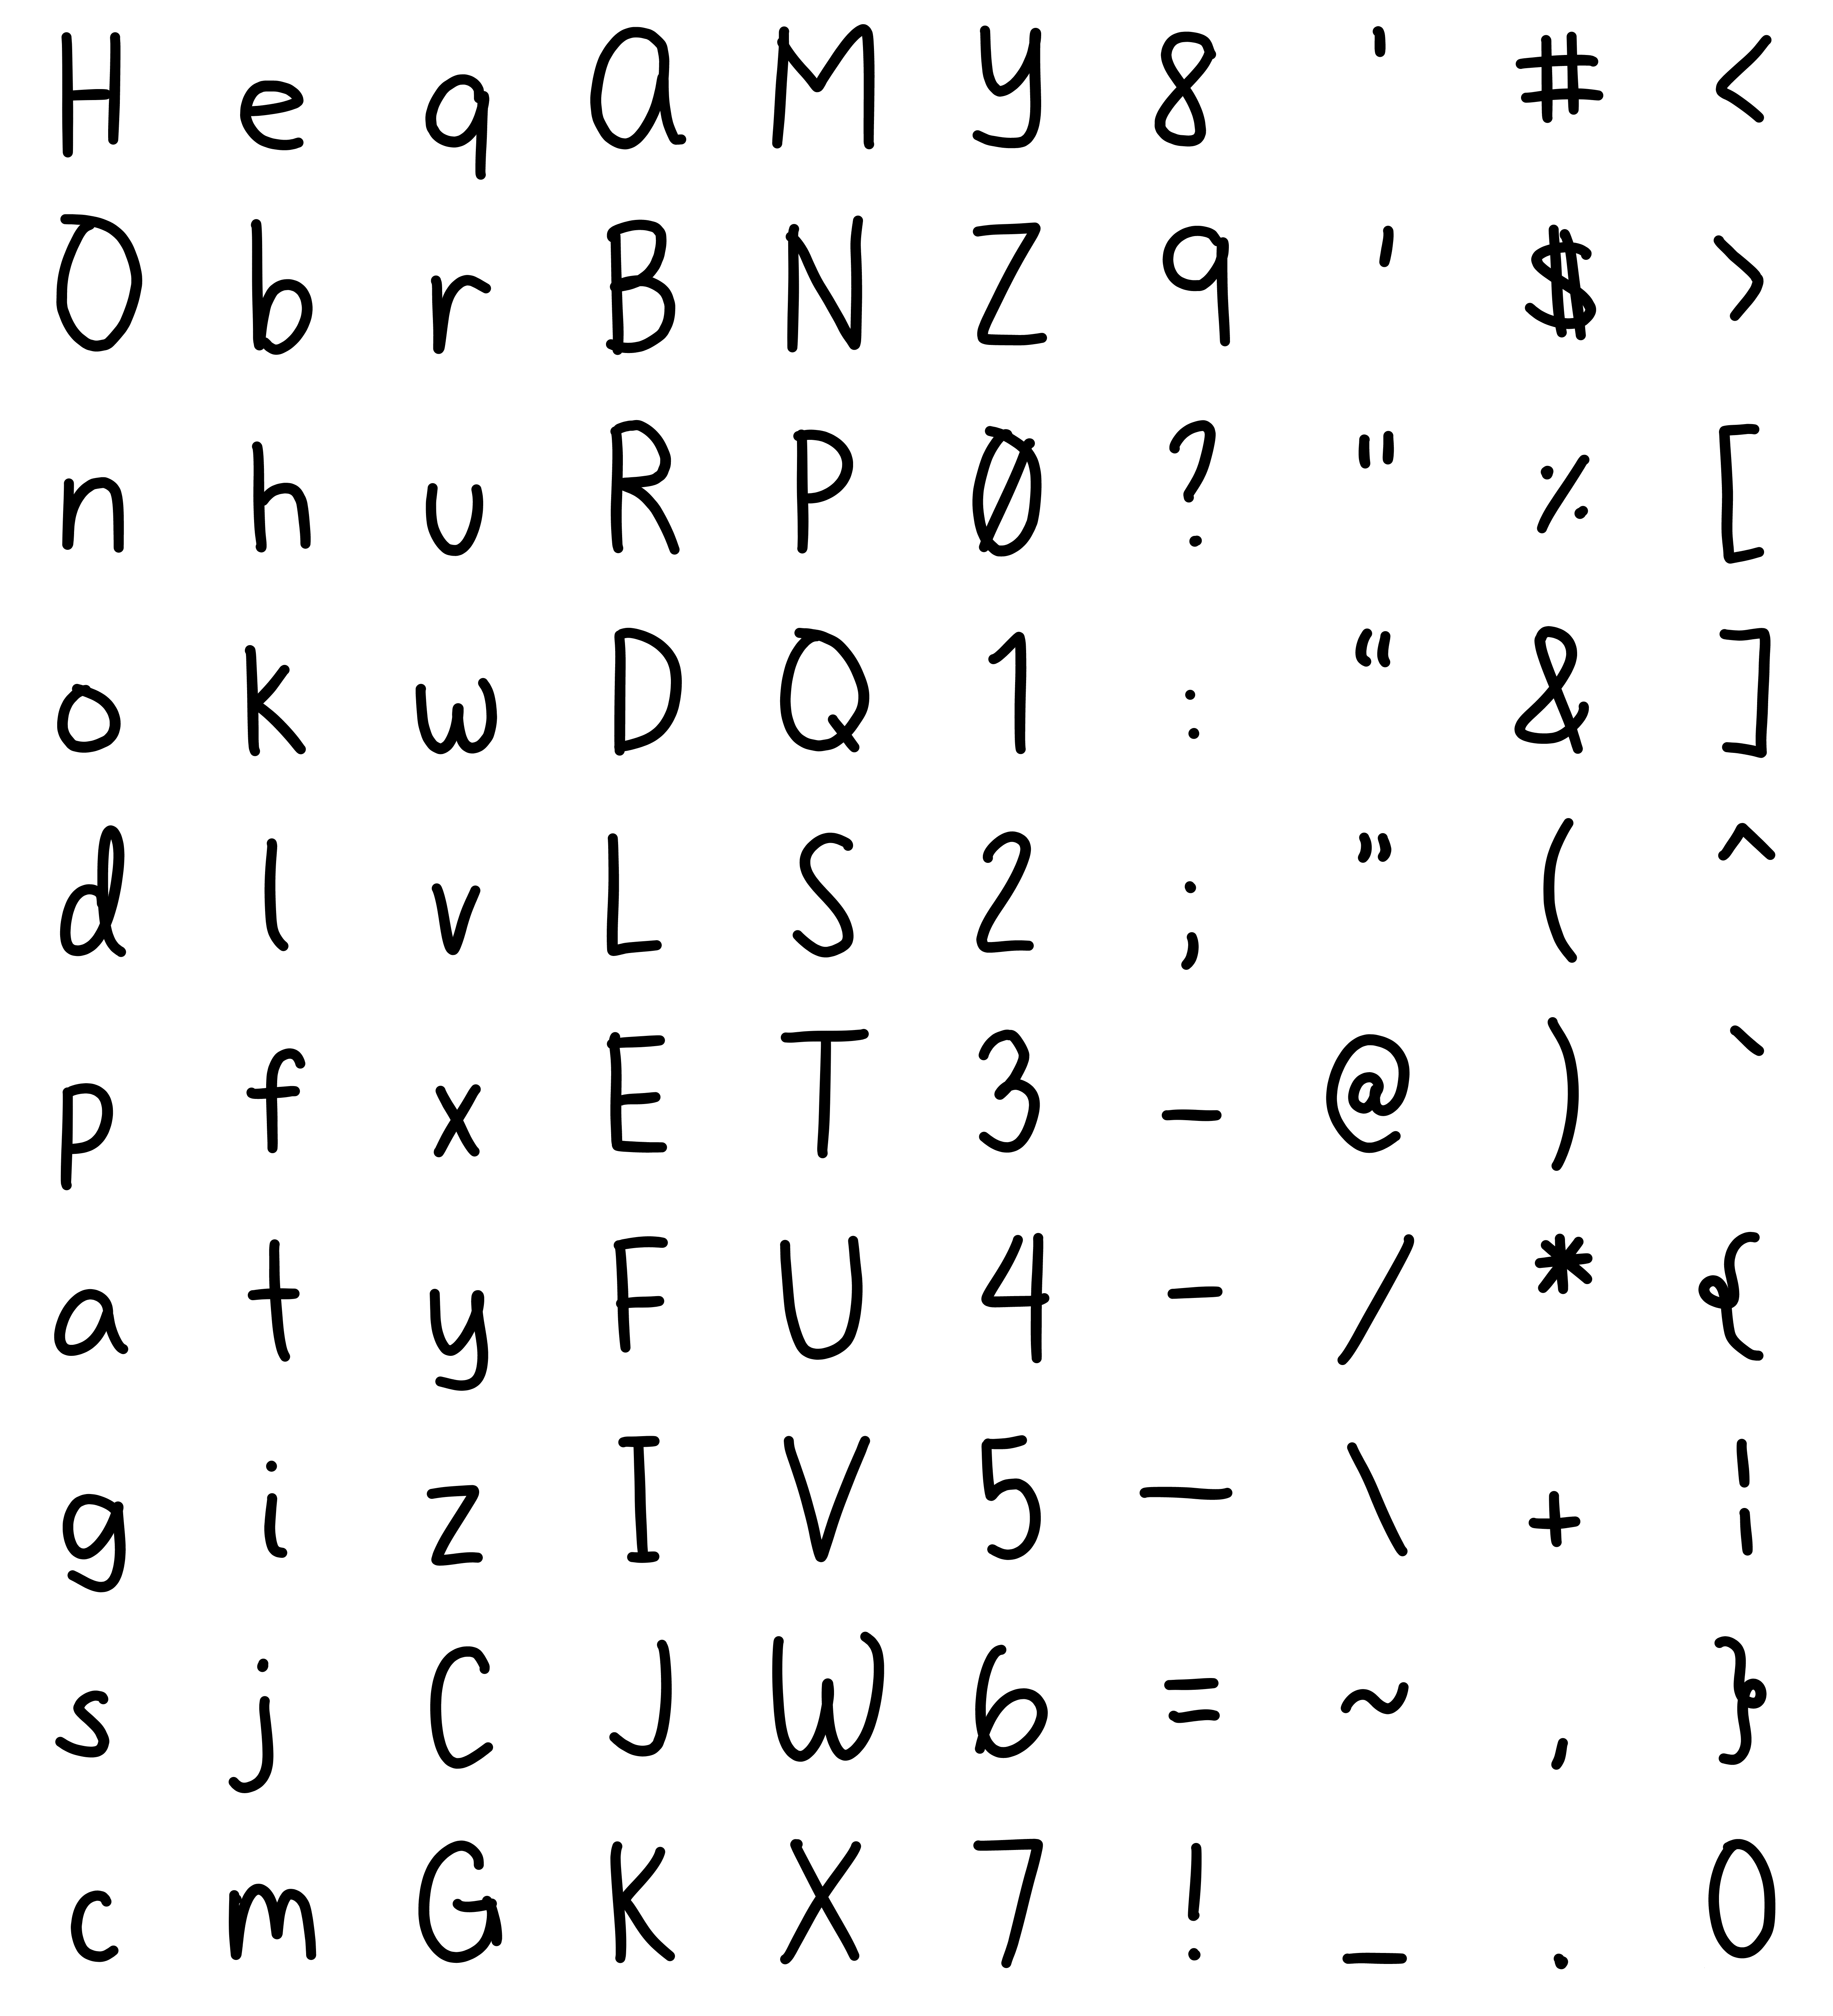 H e q a M y 8 ' # <
O b r B N Z 9 ' $ >
n h u R P Ø ? " % [
o k w D Q 1 : “ & ]
d l v L S 2 ; ” ( ^
p f x E T 3 - @ ) `
a t y F U 4 – / * {
g i z I V 5 — \ + ¦
s j C J W 6 = ~ , }
c m G K X 7 ! _ . 0